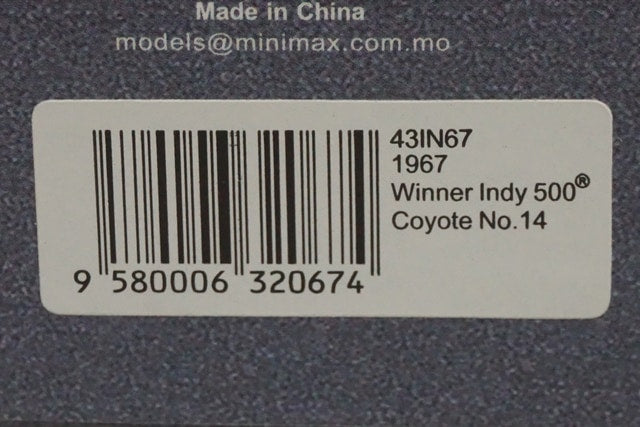 Made in China
models@minimax.com.mo
43IN67
1967
Winner Indy 500®
Coyote No.14
9 580006 320674